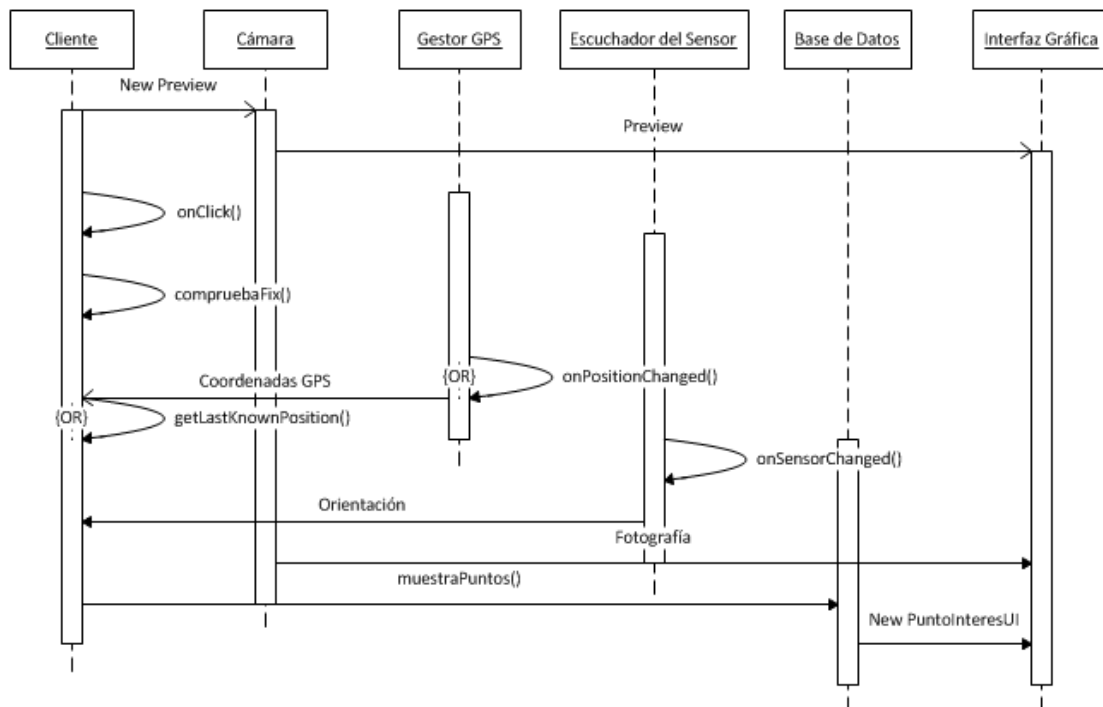 Cliente
Cámara
Gestor GPS
Escuchador del Sensor
Base de Datos
Interfaz Gráfica
New Preview
Preview
onClick()
compruebaFix()
{OR}
onPositionChanged()
Coordenadas GPS
{OR}
getLastKnownPosition()
onSensorChanged()
Orientación
Fotografía
muestraPuntos()
New PuntoInteresUI